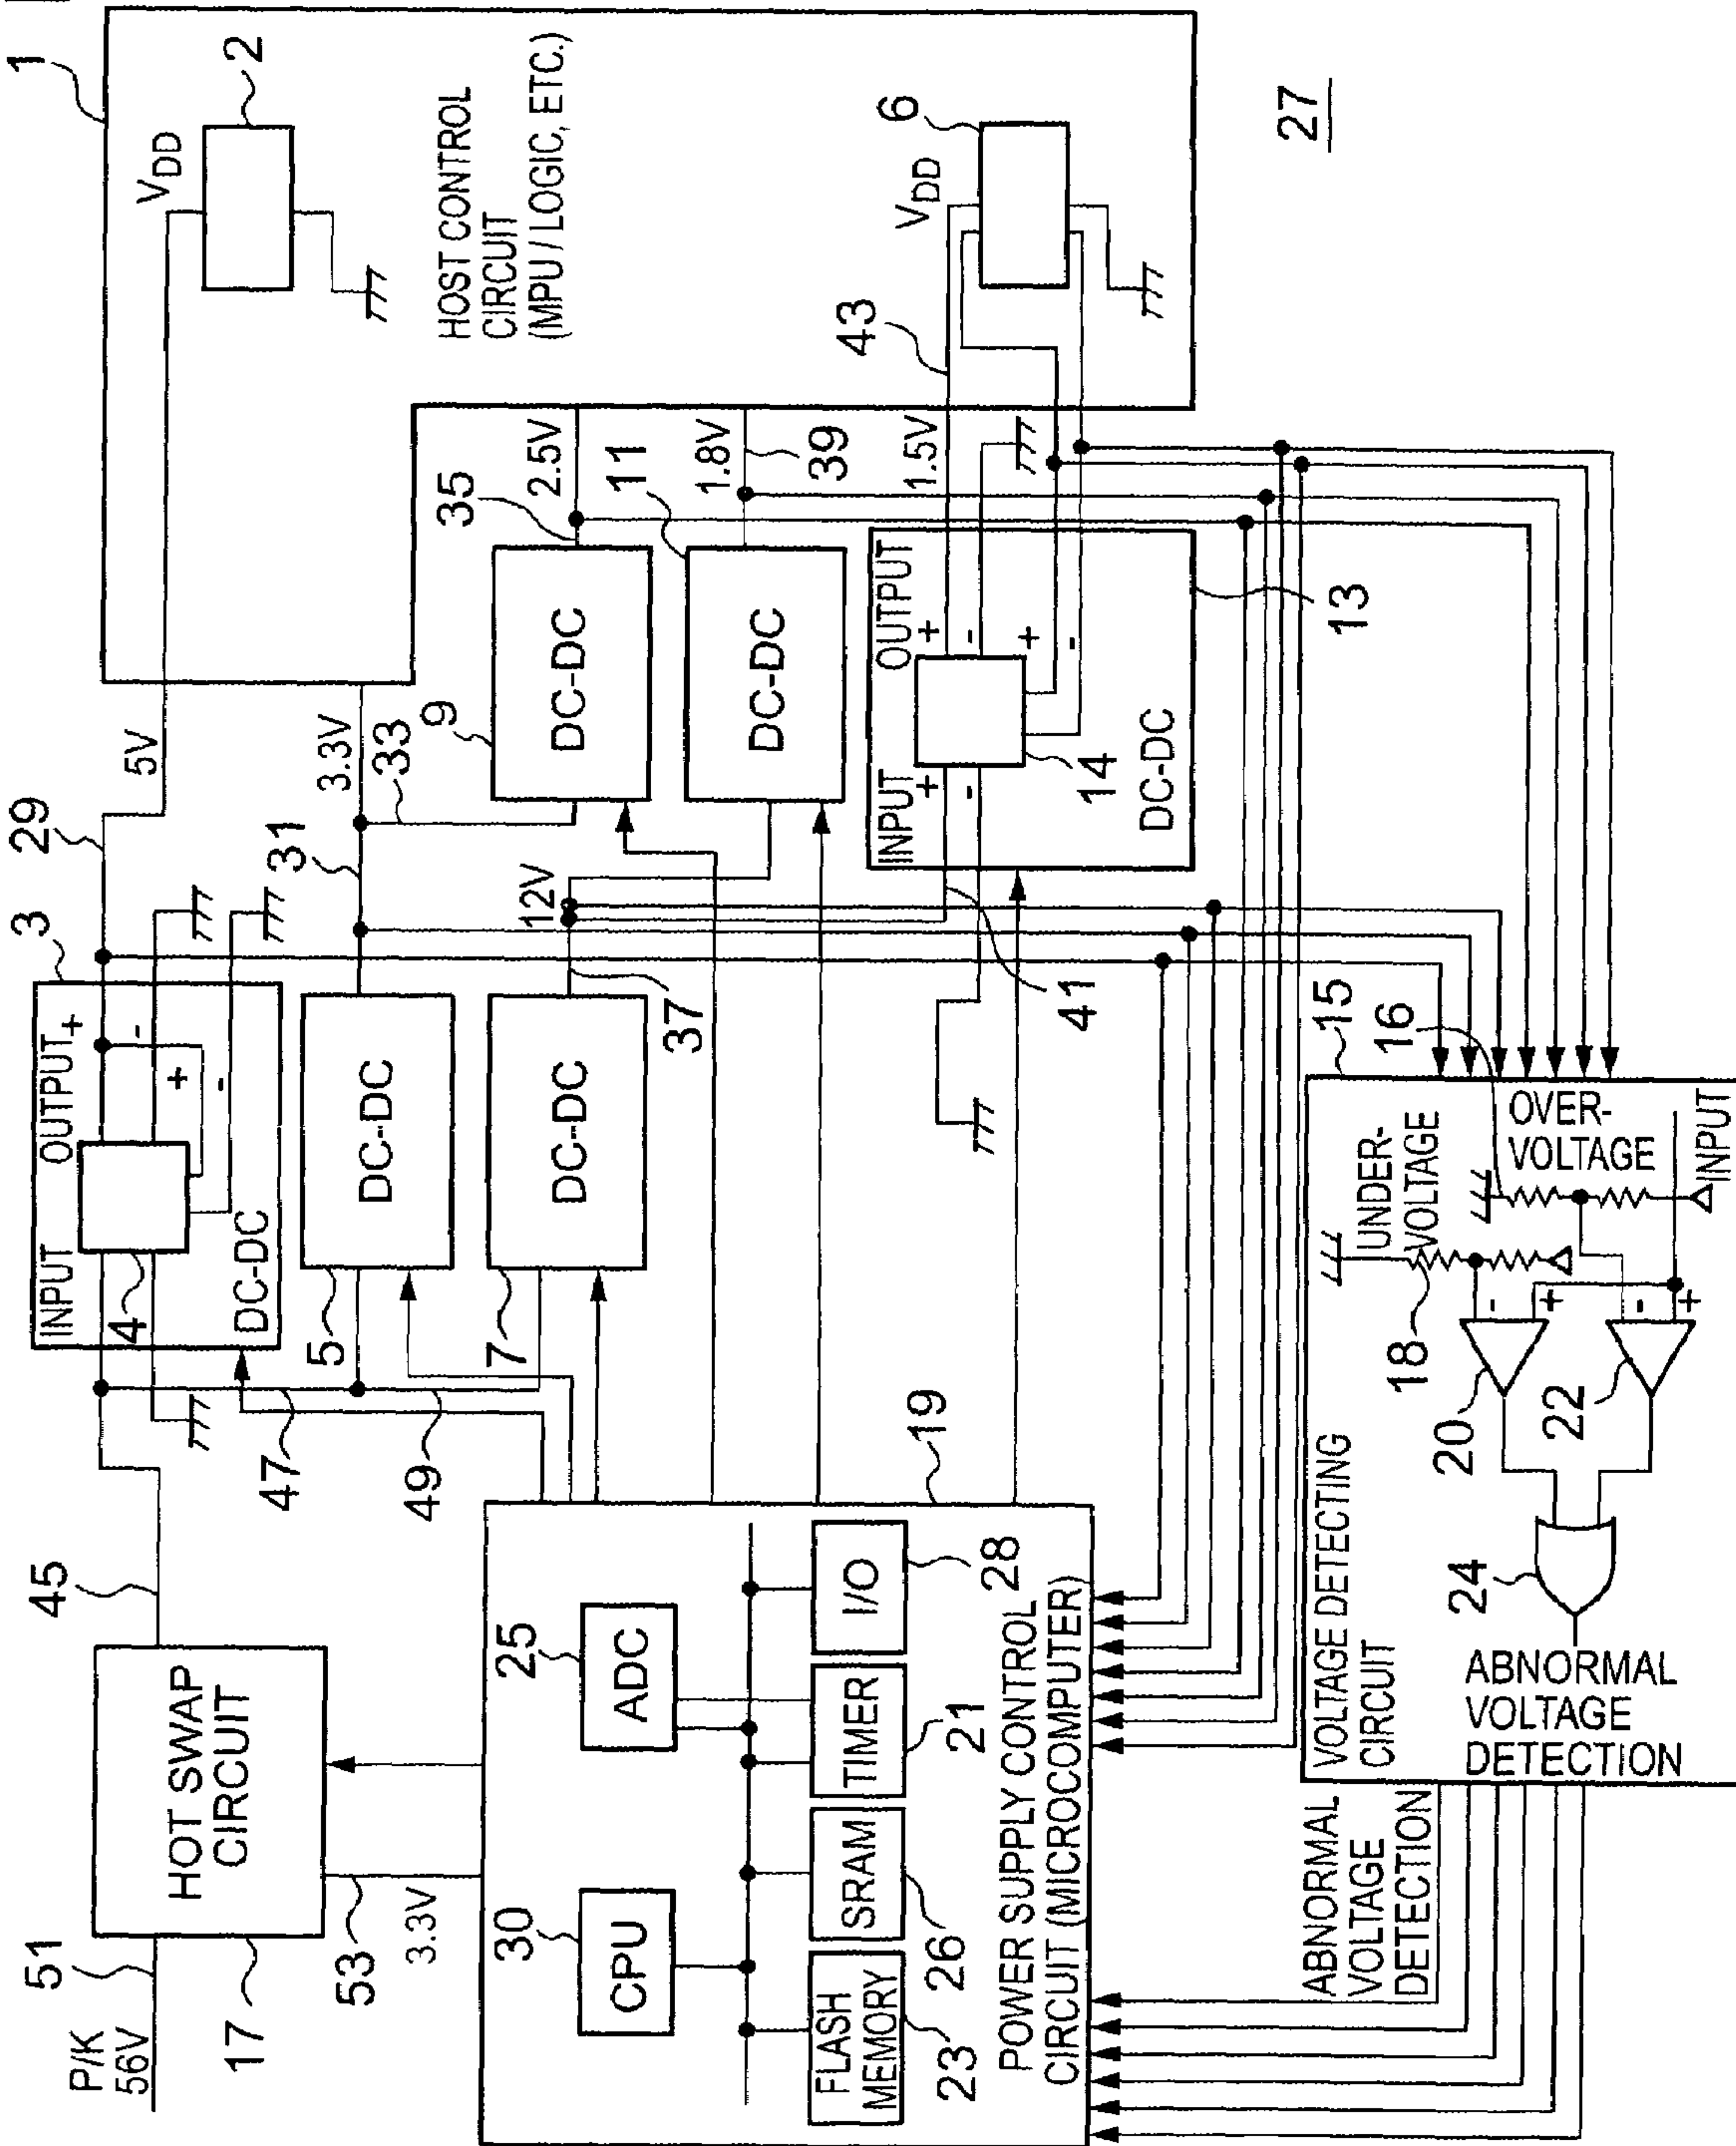 1
V_DD
2
HOST CONTROL
CIRCUIT
(MPU / LOGIC, ETC.)
V_DD
6
43
27
5V
3.3V
33
2.5V
35
1.8V
39
11
1.5V
29
31
9
DC-DC
DC-DC
12V
INPUT
OUTPUT
+
-
+
-
+
-
14
DC-DC
13
3
INPUT
OUTPUT
+
-
+
-
4
DC-DC
5
DC-DC
7
DC-DC
37
41
15
16
45
47
49
19
P/K
56V
51
HOT SWAP
CIRCUIT
17
53
3.3V
30
CPU
25
ADC
FLASH
MEMORY
23
SRAM
26
TIMER
21
I/O
28
POWER SUPPLY CONTROL
CIRCUIT (MICROCOMPUTER)
VOLTAGE DETECTING
CIRCUIT
UNDER-
VOLTAGE
OVER-
VOLTAGE
INPUT
18
-
+
20
-
+
22
24
ABNORMAL
VOLTAGE
DETECTION
ABNORMAL
VOLTAGE
DETECTION